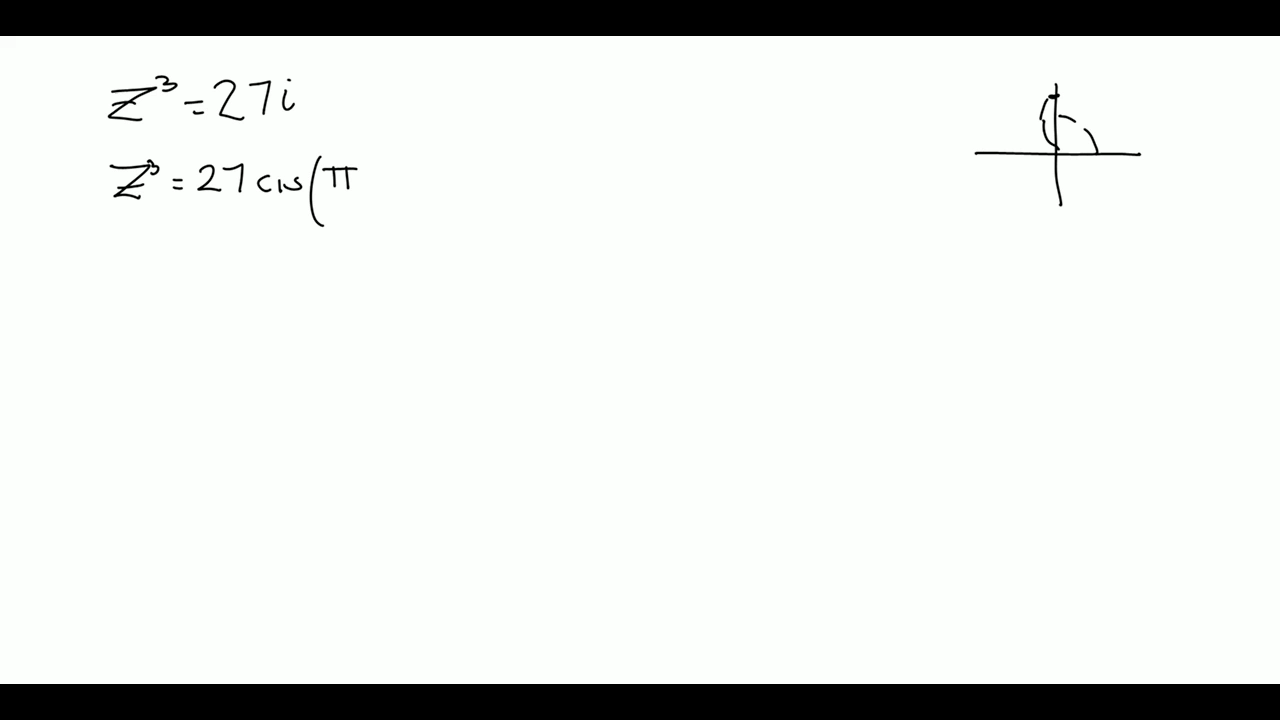 z³ = 27i
z³ = 27 cis(π